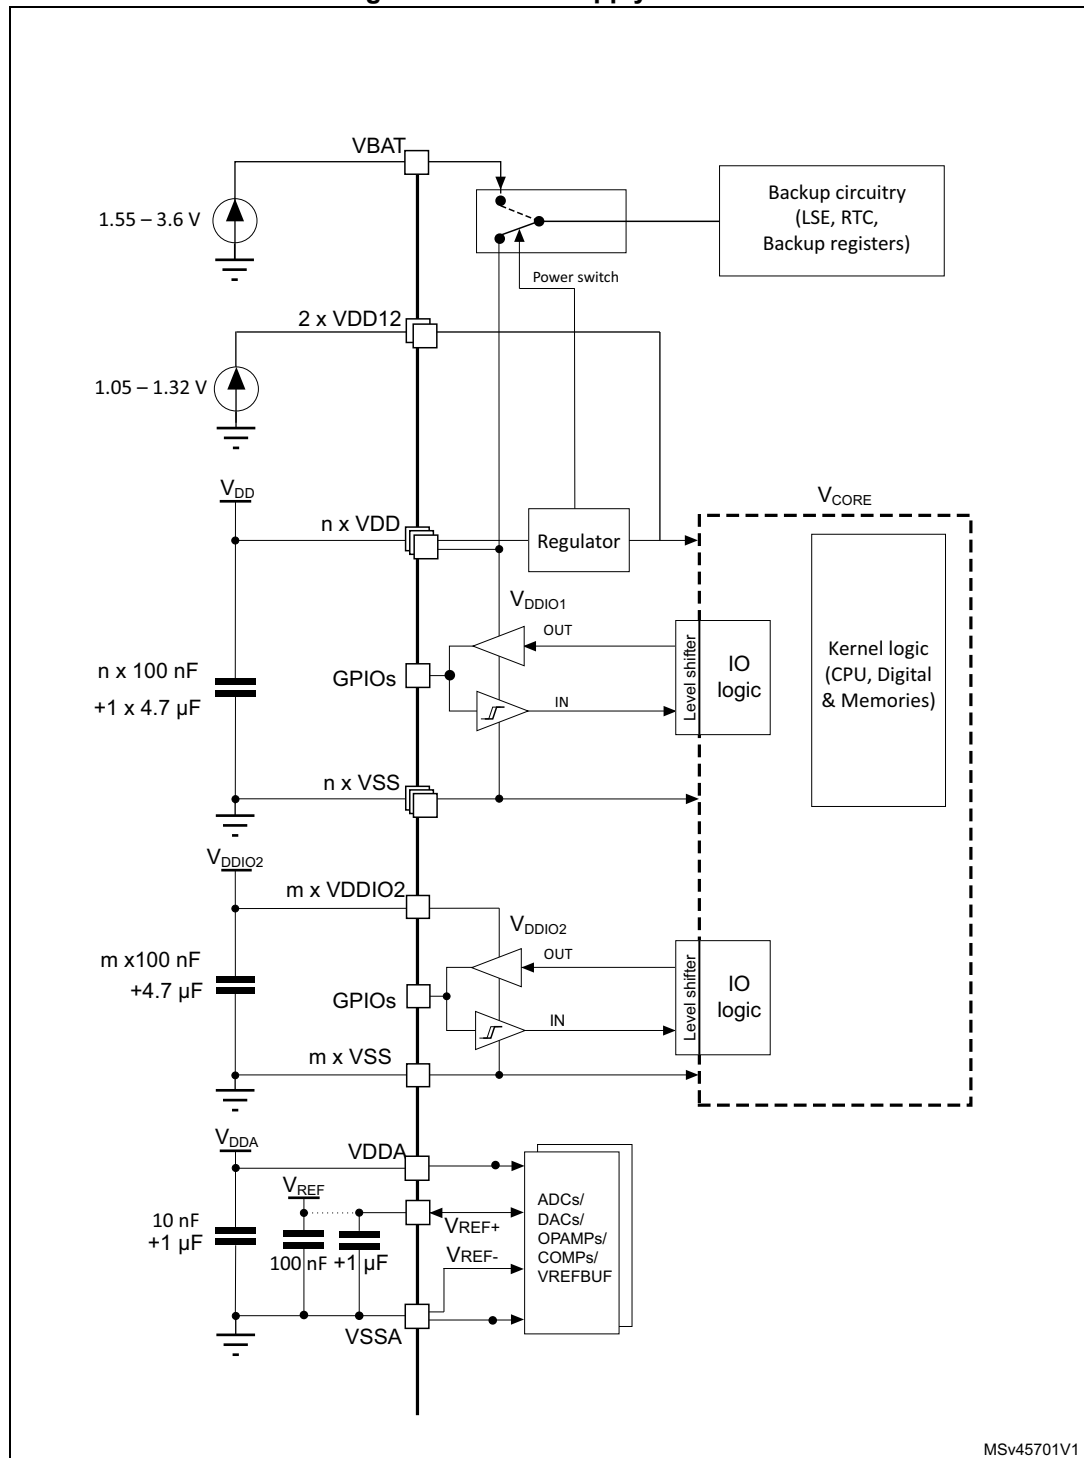 VBAT
1.55 – 3.6 V
Backup circuitry
(LSE, RTC,
Backup registers)
Power switch
2 x VDD12
1.05 – 1.32 V
VDD
n x VDD
Regulator
VCORE
VDDIO1
OUT
n x 100 nF
+1 x 4.7 µF
GPIOs
IN
Level shifter
IO
logic
Kernel logic
(CPU, Digital
& Memories)
n x VSS
VDDIO2
m x VDDIO2
VDDIO2
OUT
m x100 nF
+4.7 µF
GPIOs
IN
Level shifter
IO
logic
m x VSS
VDDA
VDDA
VREF
10 nF
+1 µF
100 nF
+1 µF
VREF+
VREF-
ADCs/
DACs/
OPAMPs/
COMPs/
VREFBUF
VSSA
MSv45701V1